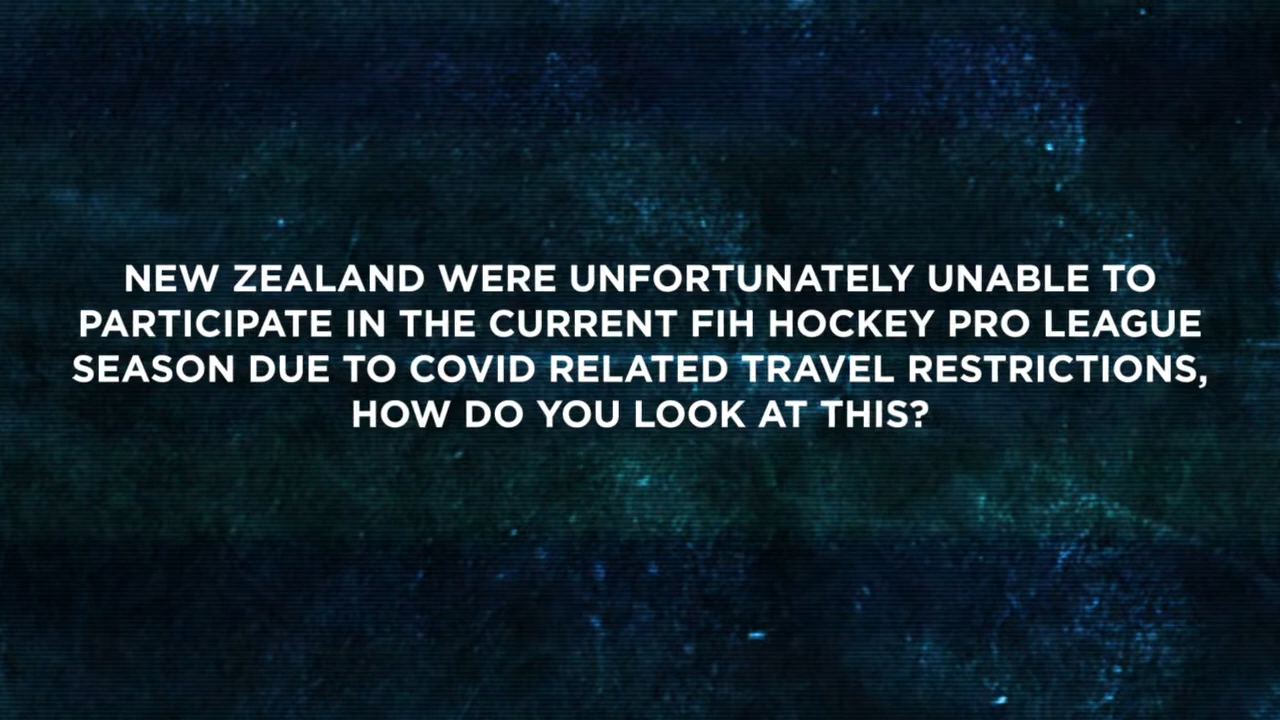 NEW ZEALAND WERE UNFORTUNATELY UNABLE TO
PARTICIPATE IN THE CURRENT FIH HOCKEY PRO LEAGUE
SEASON DUE TO COVID RELATED TRAVEL RESTRICTIONS,
HOW DO YOU LOOK AT THIS?